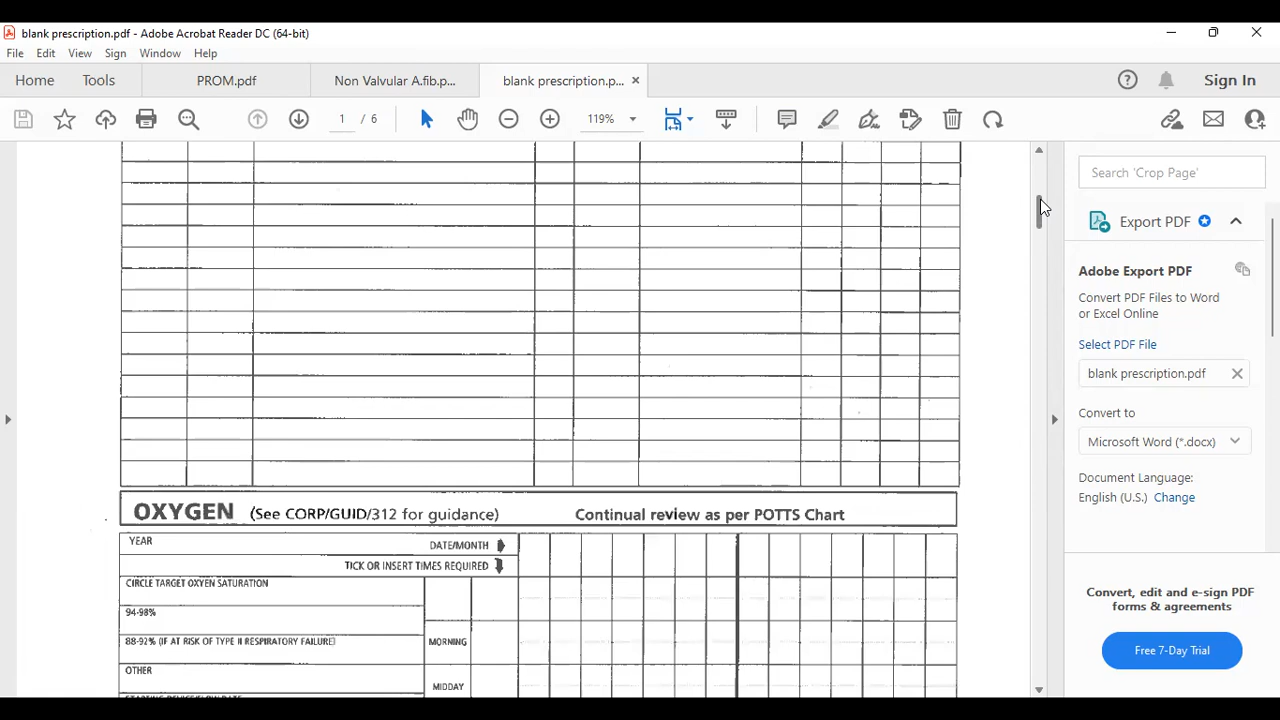 blank prescription.pdf - Adobe Acrobat Reader DC (64-bit)
File Edit View Sign Window Help
Home Tools PROM.pdf Non Valvular A.fib.p... blank prescription.p... Sign In
1 / 6 119%
Search 'Crop Page'
Export PDF
Adobe Export PDF
Convert PDF Files to Word
or Excel Online
Select PDF File
blank prescription.pdf
Convert to
Microsoft Word (*.docx)
Document Language:
English (U.S.) Change
Convert, edit and e-sign PDF
forms & agreements
Free 7-Day Trial
OXYGEN (See CORP/GUID/312 for guidance) Continual review as per POTTS Chart
YEAR DATE/MONTH
TICK OR INSERT TIMES REQUIRED
CIRCLE TARGET OXYEN SATURATION
94-98%
88-92% (IF AT RISK OF TYPE II RESPIRATORY FAILURE) MORNING
OTHER
MIDDAY